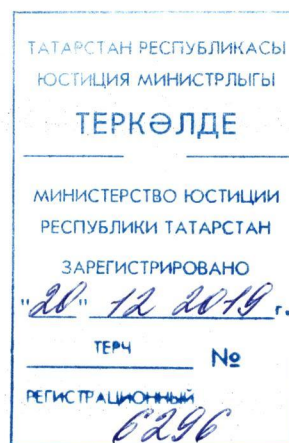 ТАТАРСТАН РЕСПУБЛИКАСЫ
ЮСТИЦИЯ МИНИСТРЛЫГЫ
ТЕРКӘЛДЕ
МИНИСТЕРСТВО ЮСТИЦИИ
РЕСПУБЛИКИ ТАТАРСТАН
ЗАРЕГИСТРИРОВАНО
"20" 12 2019 г.
ТЕРЧ №
РЕГИСТРАЦИОННЫЙ
6296